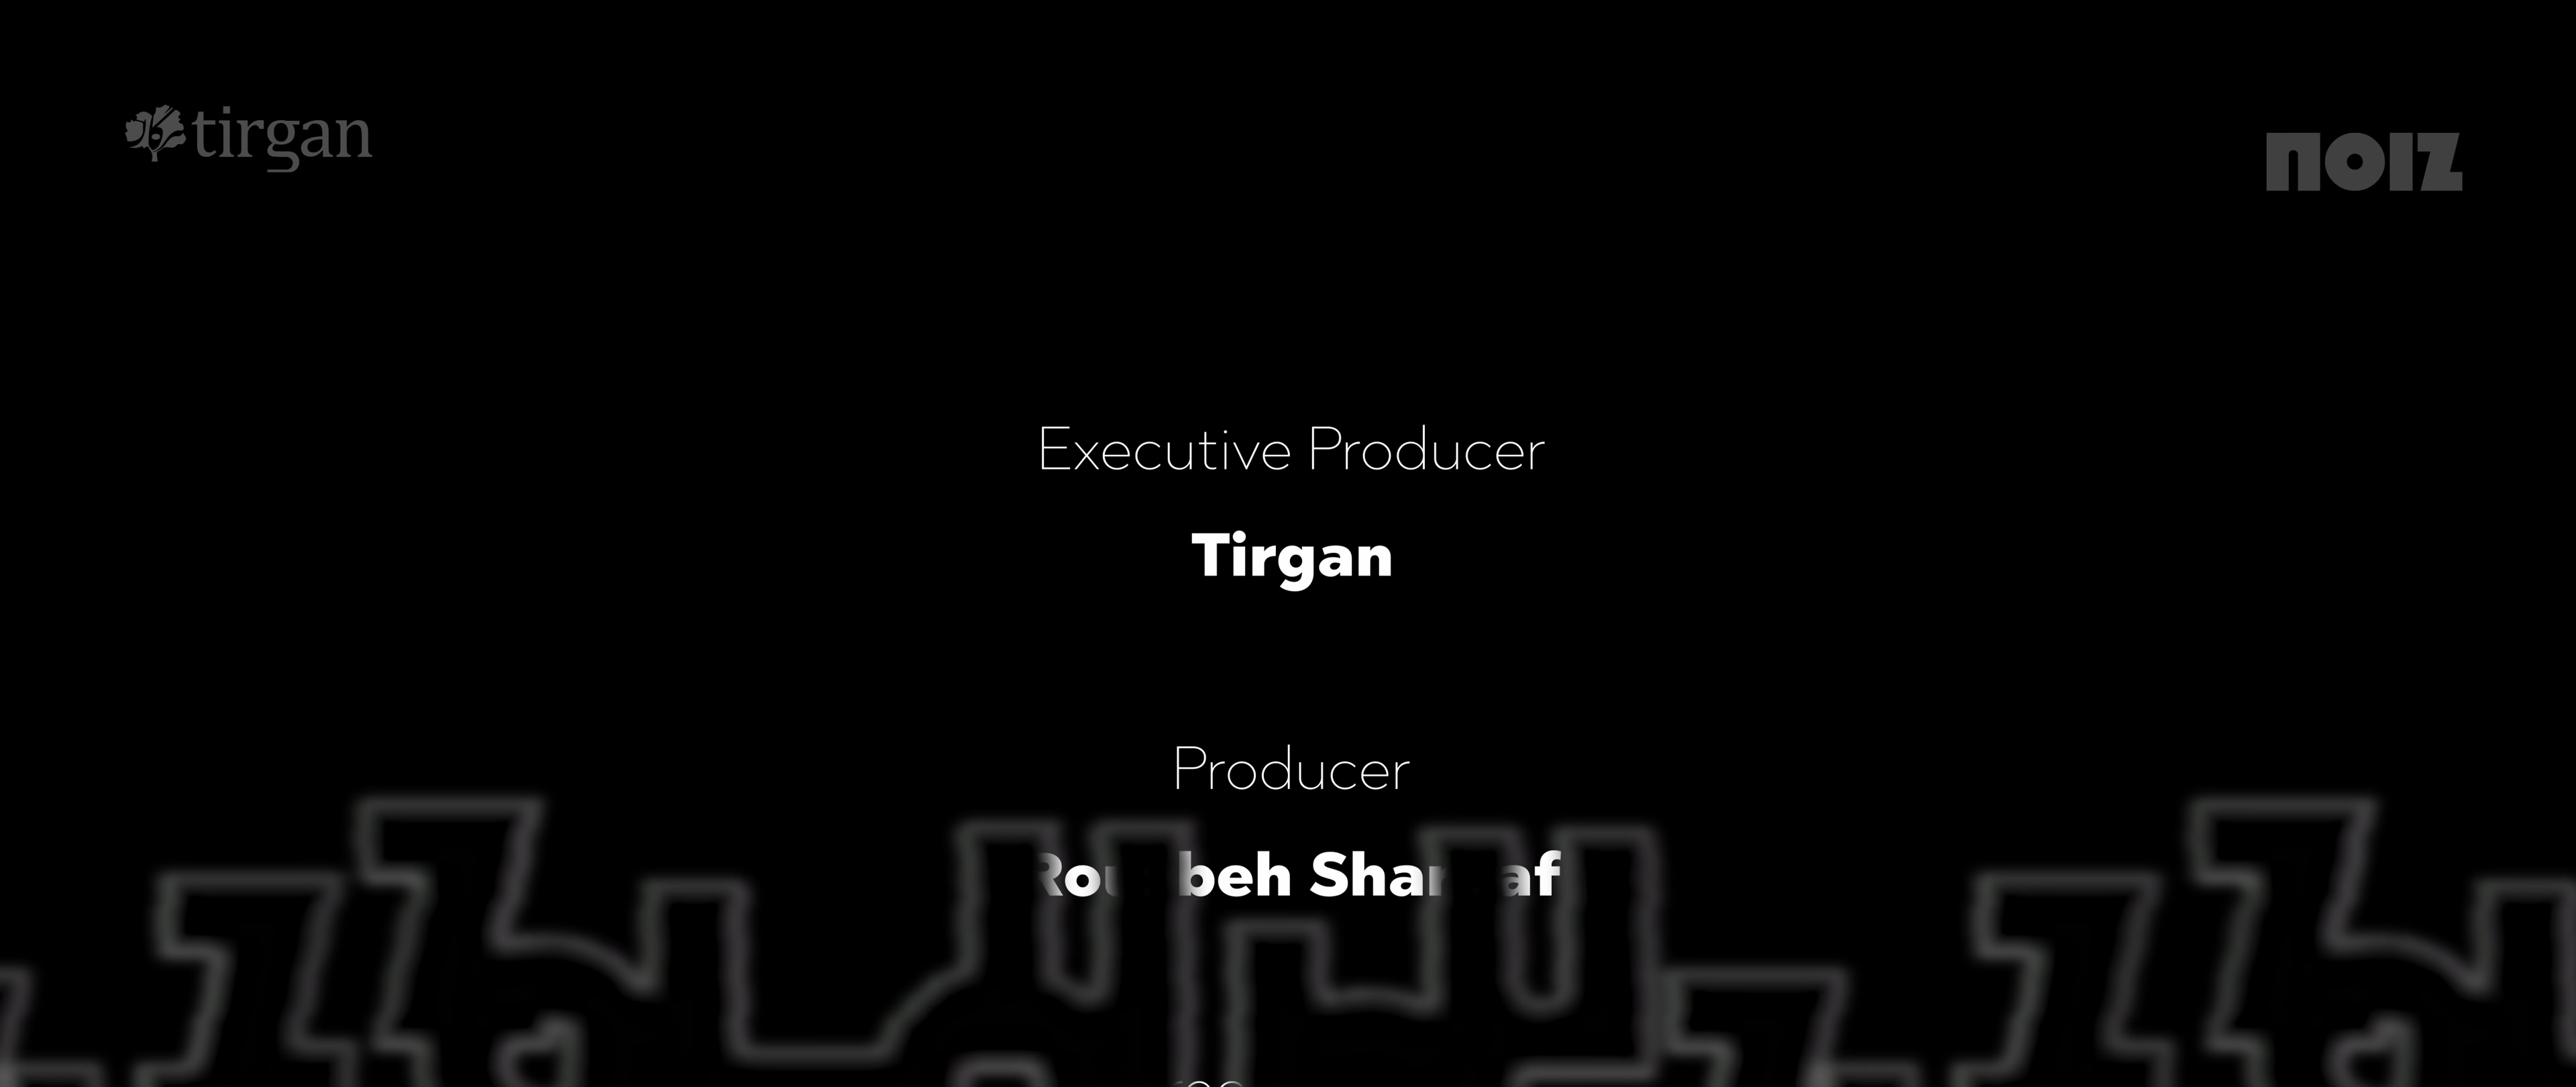 tirgan
noiz
Executive Producer
Tirgan
Producer